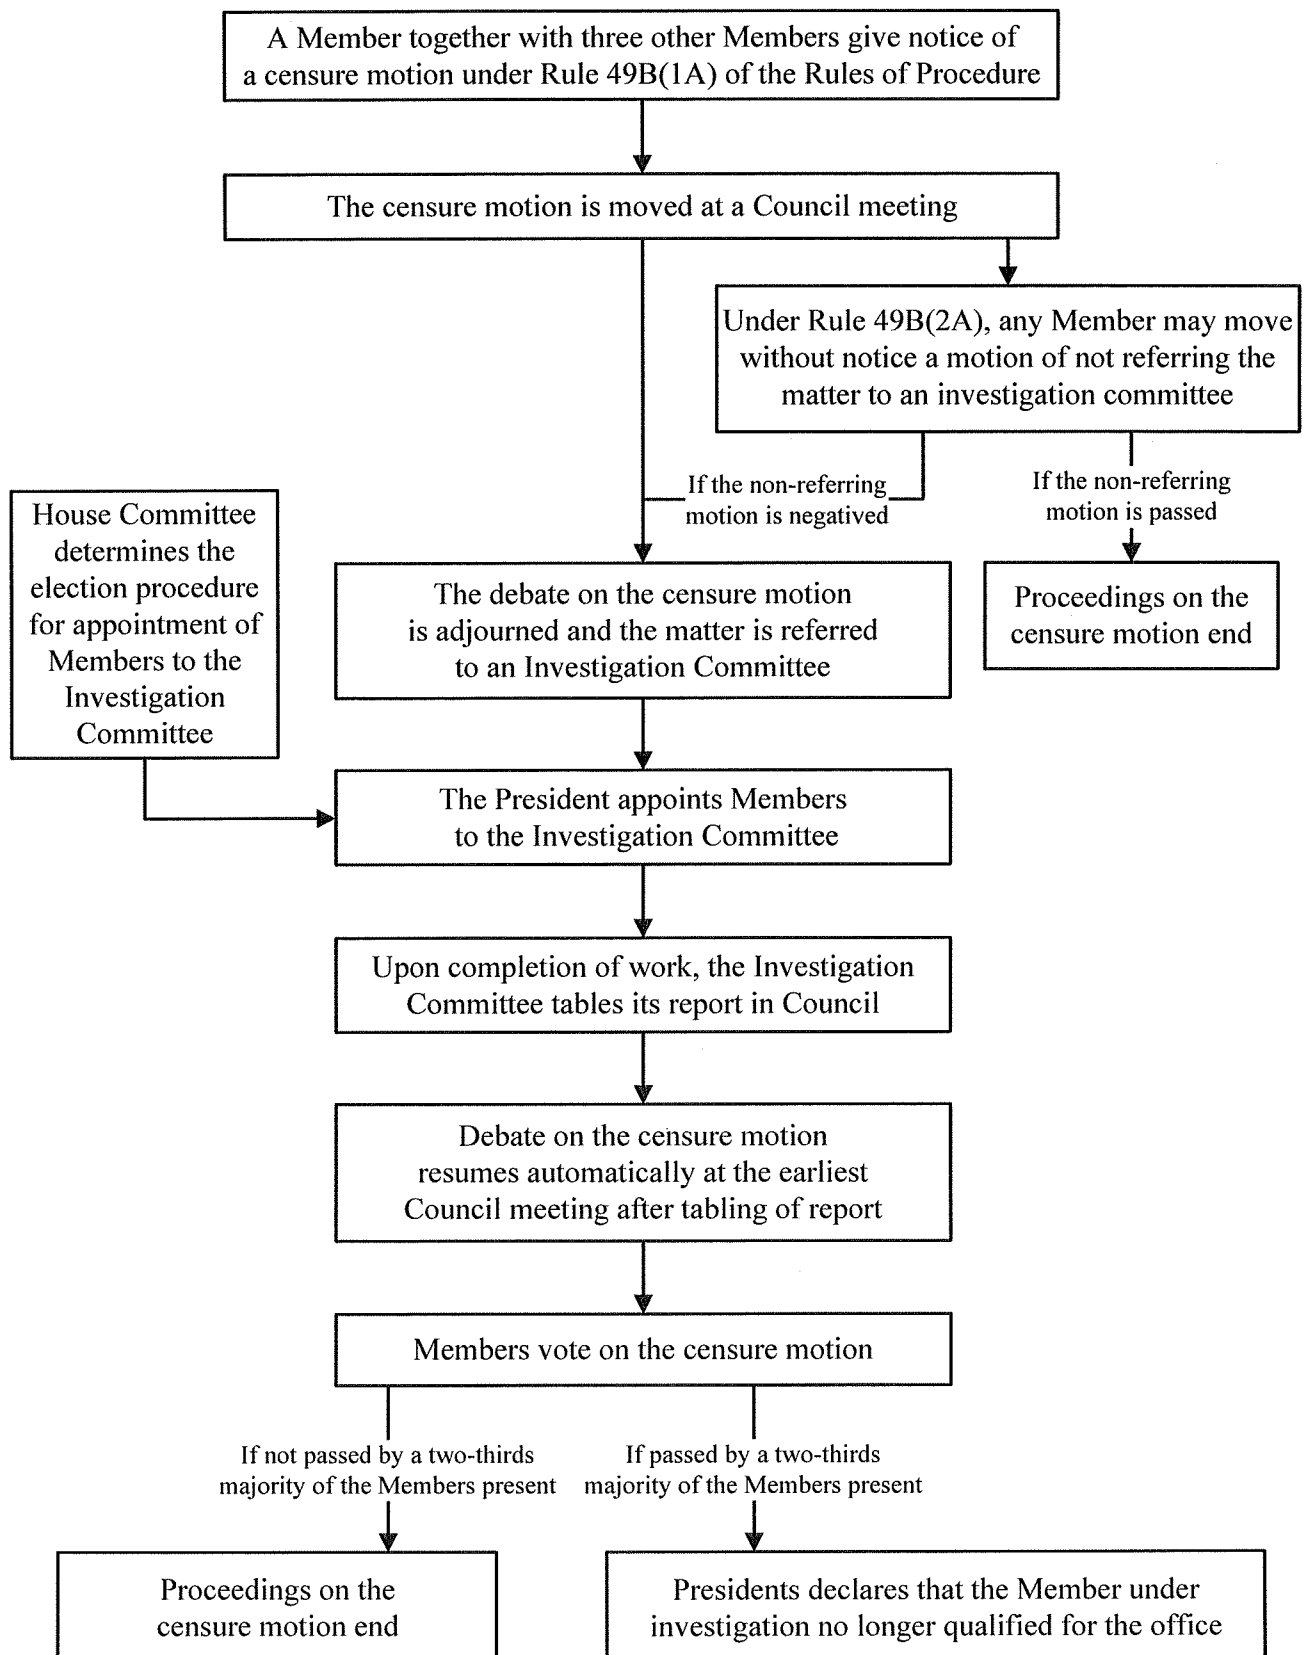 A Member together with three other Members give notice of
a censure motion under Rule 49B(1A) of the Rules of Procedure
The censure motion is moved at a Council meeting
Under Rule 49B(2A), any Member may move
without notice a motion of not referring the
matter to an investigation committee
If the non-referring
motion is negatived
If the non-referring
motion is passed
House Committee
determines the
election procedure
for appointment of
Members to the
Investigation
Committee
The debate on the censure motion
is adjourned and the matter is referred
to an Investigation Committee
Proceedings on the
censure motion end
The President appoints Members
to the Investigation Committee
Upon completion of work, the Investigation
Committee tables its report in Council
Debate on the censure motion
resumes automatically at the earliest
Council meeting after tabling of report
Members vote on the censure motion
If not passed by a two-thirds
majority of the Members present
If passed by a two-thirds
majority of the Members present
Proceedings on the
censure motion end
Presidents declares that the Member under
investigation no longer qualified for the office